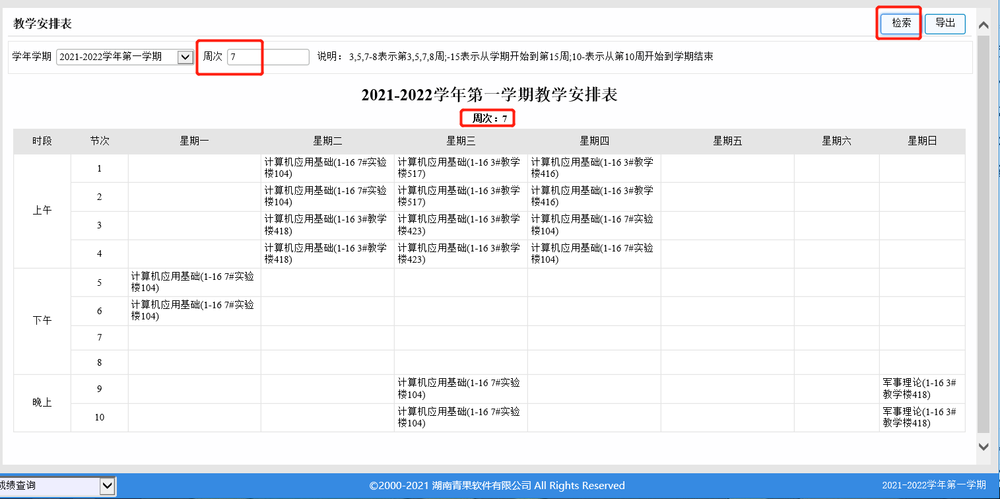 教学安排表
检索
导出
学年学期 2021-2022学年第一学期 周次 7 说明： 3,5,7-8表示第3,5,7,8周;-15表示从学期开始到第15周;10-表示从第10周开始到学期结束
2021-2022学年第一学期教学安排表
周次：7
时段 节次 星期一 星期二 星期三 星期四 星期五 星期六 星期日
上午
1
计算机应用基础(1-16 7#实验
楼104)
计算机应用基础(1-16 3#教学
楼517)
计算机应用基础(1-16 3#教学
楼416)
2
计算机应用基础(1-16 7#实验
楼104)
计算机应用基础(1-16 3#教学
楼517)
计算机应用基础(1-16 3#教学
楼416)
3
计算机应用基础(1-16 3#教学
楼418)
计算机应用基础(1-16 3#教学
楼423)
计算机应用基础(1-16 7#实验
楼104)
4
计算机应用基础(1-16 3#教学
楼418)
计算机应用基础(1-16 3#教学
楼423)
计算机应用基础(1-16 7#实验
楼104)
下午
5
计算机应用基础(1-16 7#实验
楼104)
6
计算机应用基础(1-16 7#实验
楼104)
7
8
晚上
9
计算机应用基础(1-16 7#实验
楼104)
军事理论(1-16 3#
教学楼418)
10
计算机应用基础(1-16 7#实验
楼104)
军事理论(1-16 3#
教学楼418)
成绩查询
©2000-2021 湖南青果软件有限公司 All Rights Reserved
2021-2022学年第一学期